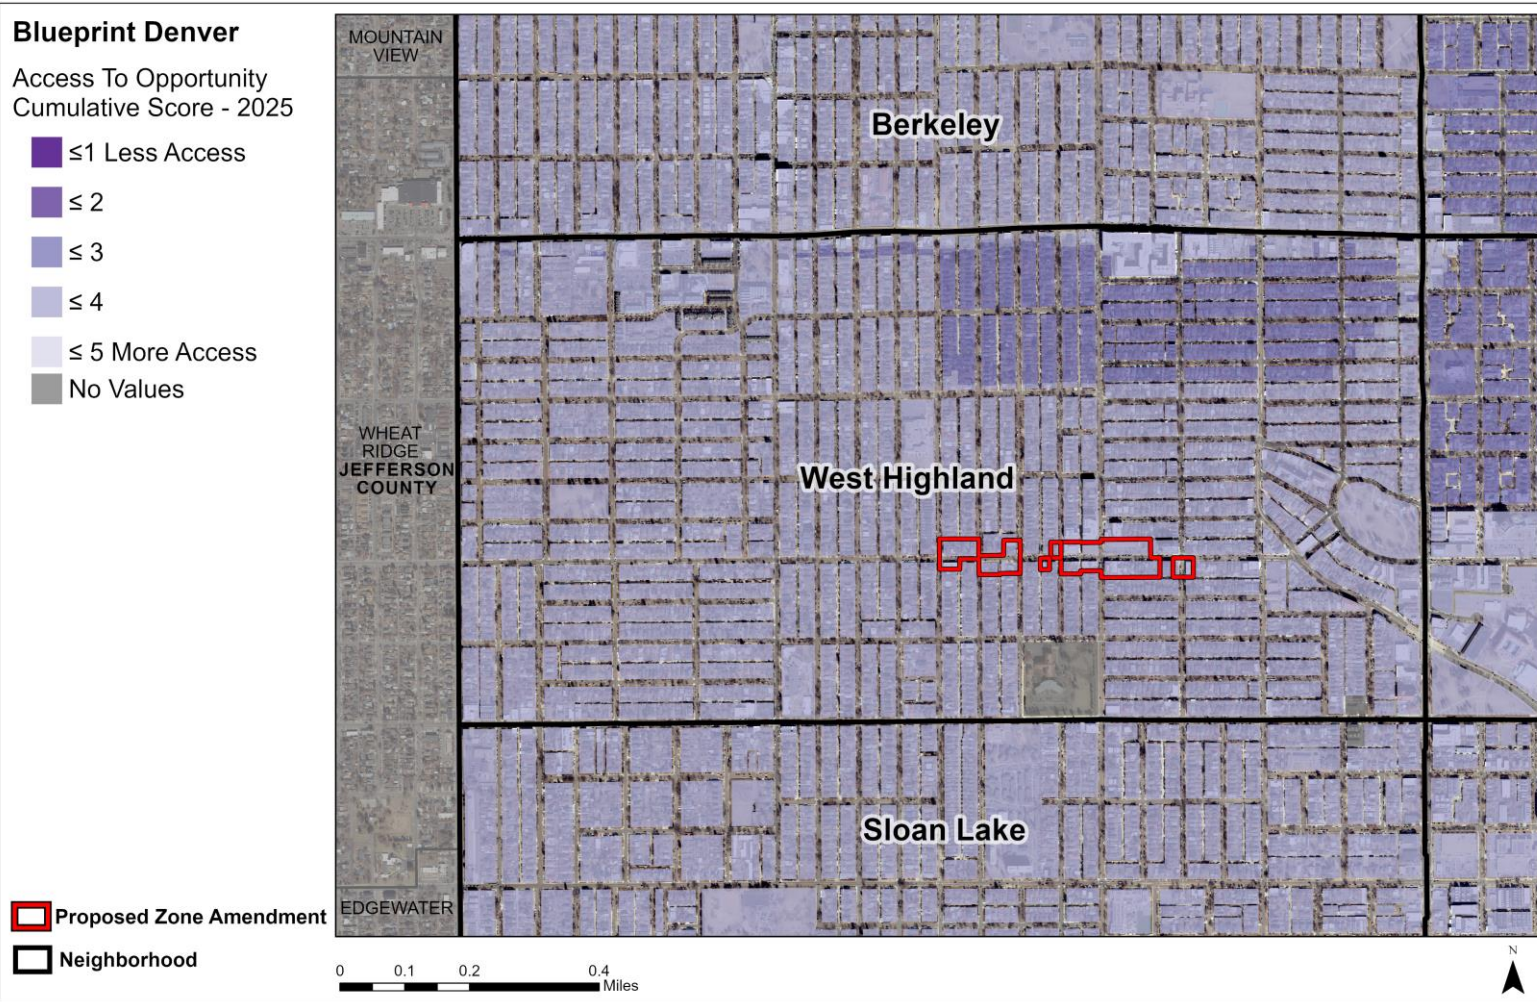 Blueprint Denver
Access To Opportunity
Cumulative Score - 2025
≤1 Less Access
≤ 2
≤ 3
≤ 4
≤ 5 More Access
No Values
MOUNTAIN
VIEW
Berkeley
WHEAT
RIDGE
JEFFERSON
COUNTY
West Highland
Sloan Lake
EDGEWATER
Proposed Zone Amendment
Neighborhood
0 0.1 0.2 0.4
Miles
N